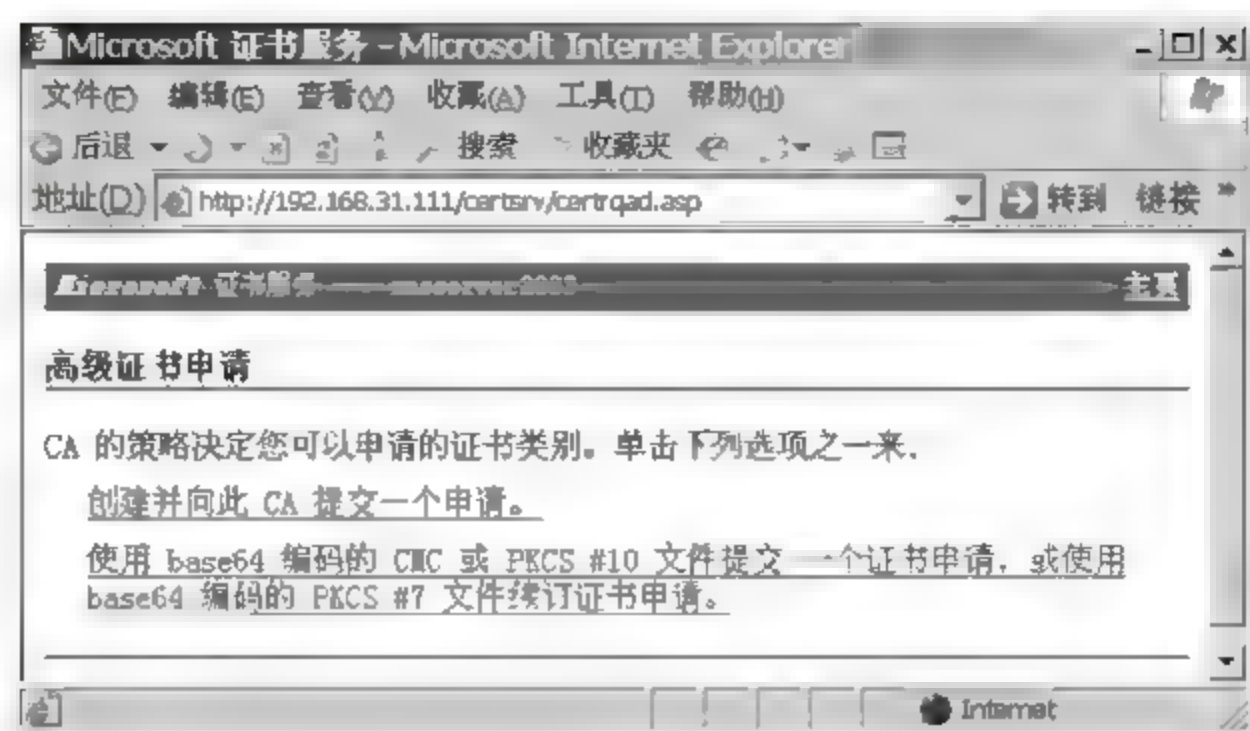 Microsoft 证书服务 - Microsoft Internet Explorer
文件(F) 编辑(E) 查看(V) 收藏(A) 工具(T) 帮助(H)
后退 搜索 收藏夹
地址(D) http://192.168.31.111/certsrv/certrqad.asp 转到 链接 »
Microsoft 证书服务 主页
高级证书申请
CA 的策略决定您可以申请的证书类别。单击下列选项之一来.
创建并向此 CA 提交一个申请。
使用 base64 编码的 CMC 或 PKCS #10 文件提交 一个证书申请，或使用
base64 编码的 PKCS #7 文件续订证书申请。
Internet